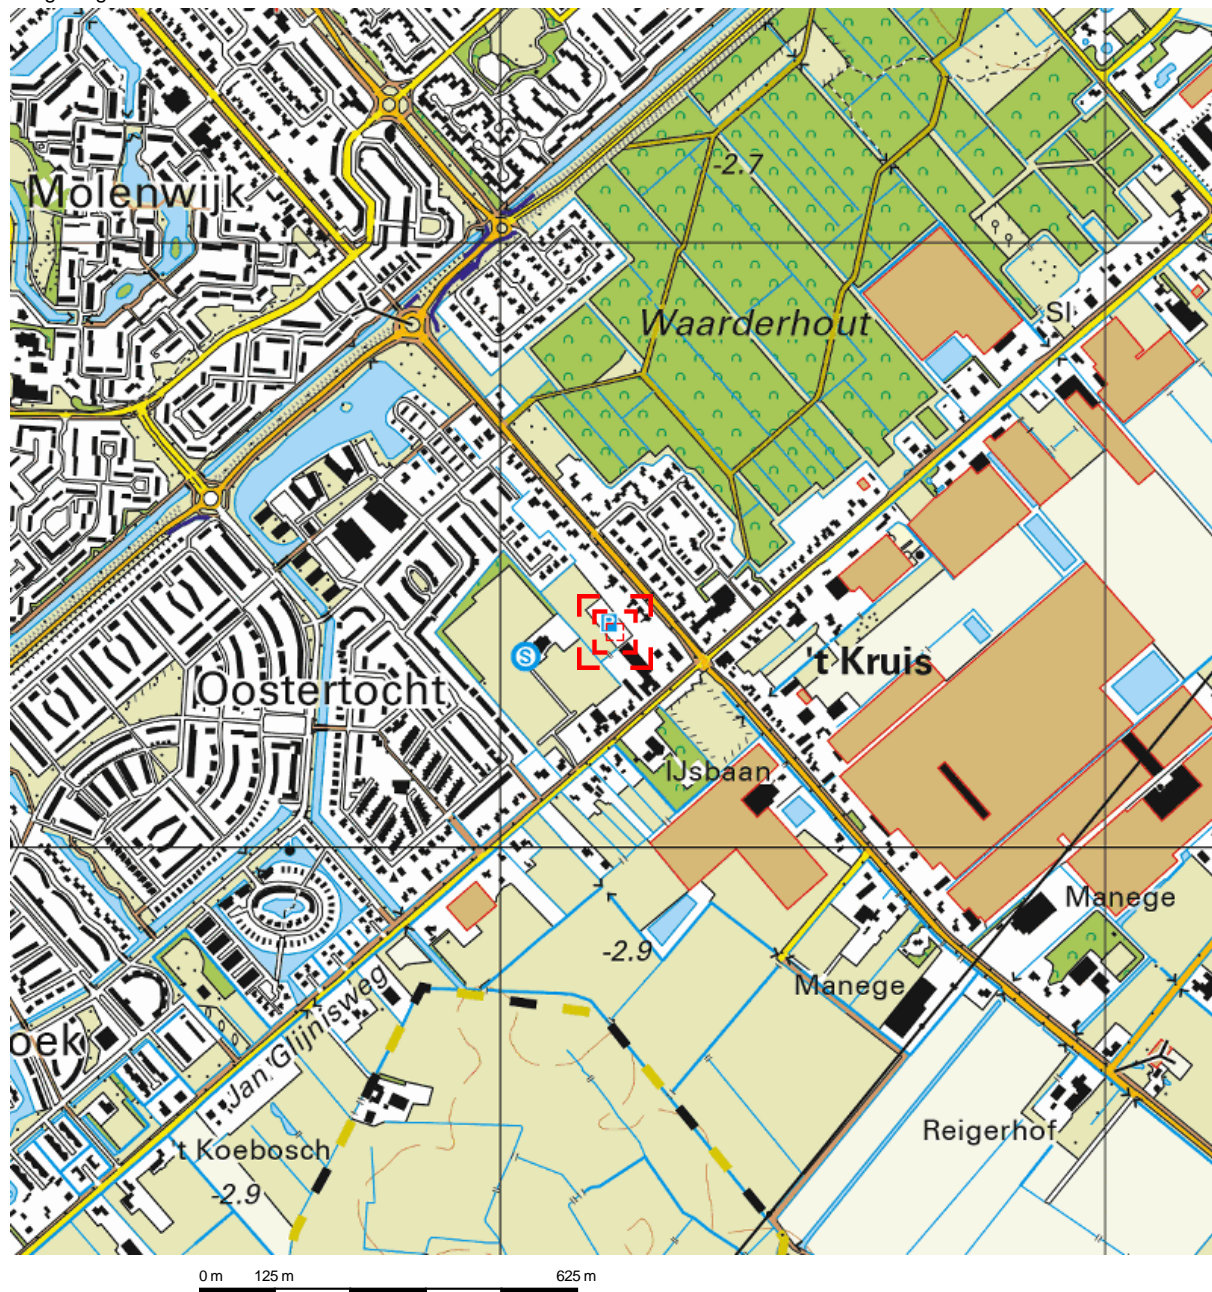 Molenwijk
-2.7
Waarderhout
SI
P
't Kruis
S
Oostertocht
IJsbaan
Manege
-2.9
Manege
oek
Jan Glijnisweg
Reigerhof
't Koebosch
-2.9
0 m 125 m 625 m